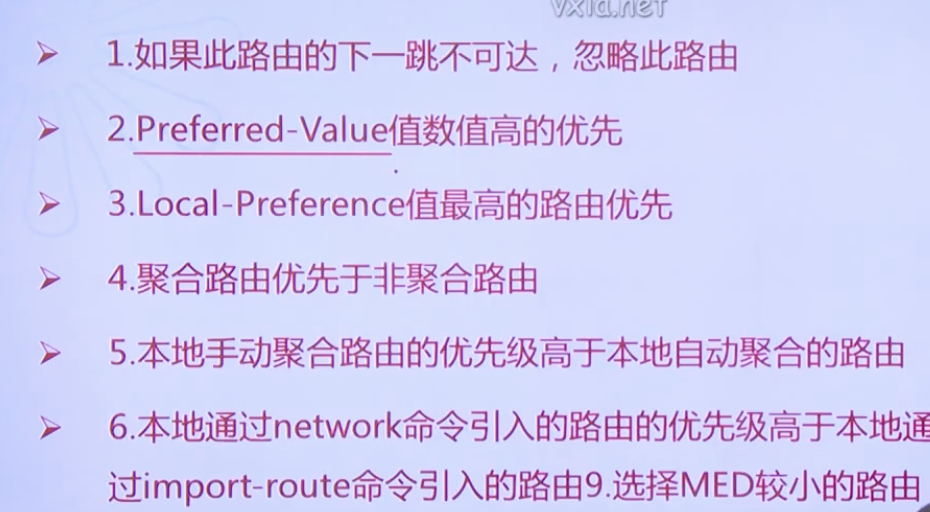 vxia.net
1.如果此路由的下一跳不可达，忽略此路由
2.Preferred-Value值数值高的优先
3.Local-Preference值最高的路由优先
4.聚合路由优先于非聚合路由
5.本地手动聚合路由的优先级高于本地自动聚合的路由
6.本地通过network命令引入的路由的优先级高于本地通
过import-route命令引入的路由9.选择MED较小的路由